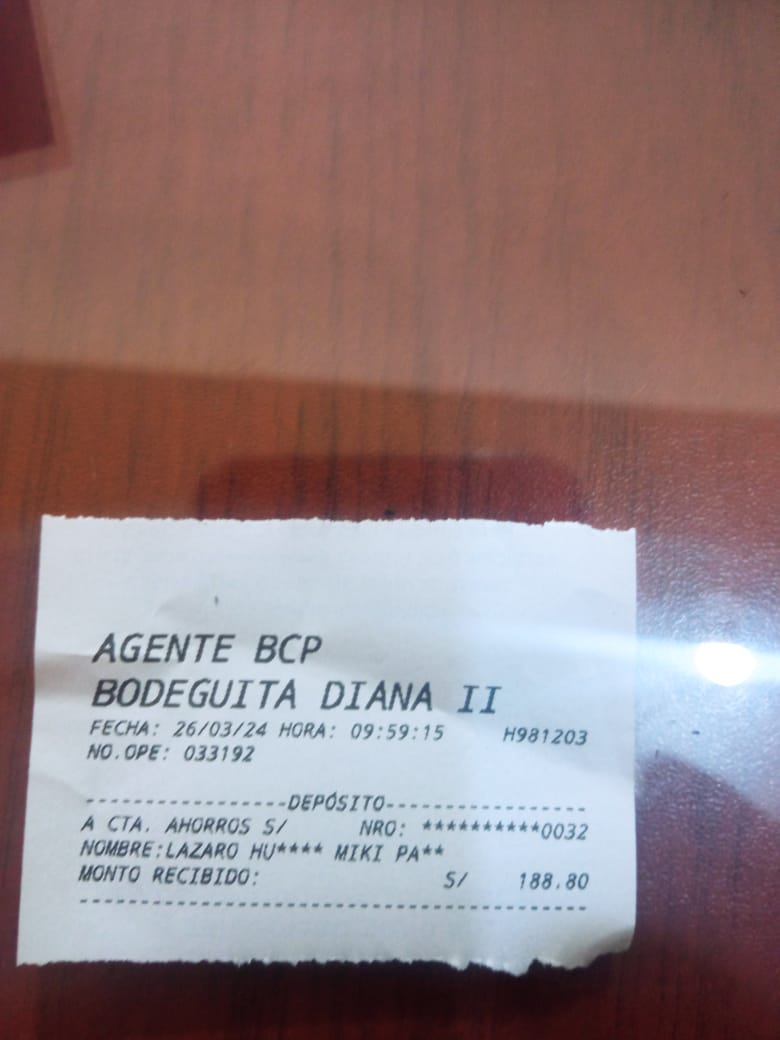 AGENTE BCP
BODEGUITA DIANA II
FECHA: 26/03/24 HORA: 09:59:15 H981203
NO.OPE: 033192
-----------------DEPÓSITO-----------------
A CTA. AHORROS S/ NRO: **********0032
NOMBRE:LAZARO HU**** MIKI PA**
MONTO RECIBIDO: S/ 188.80
-------------------------------------------